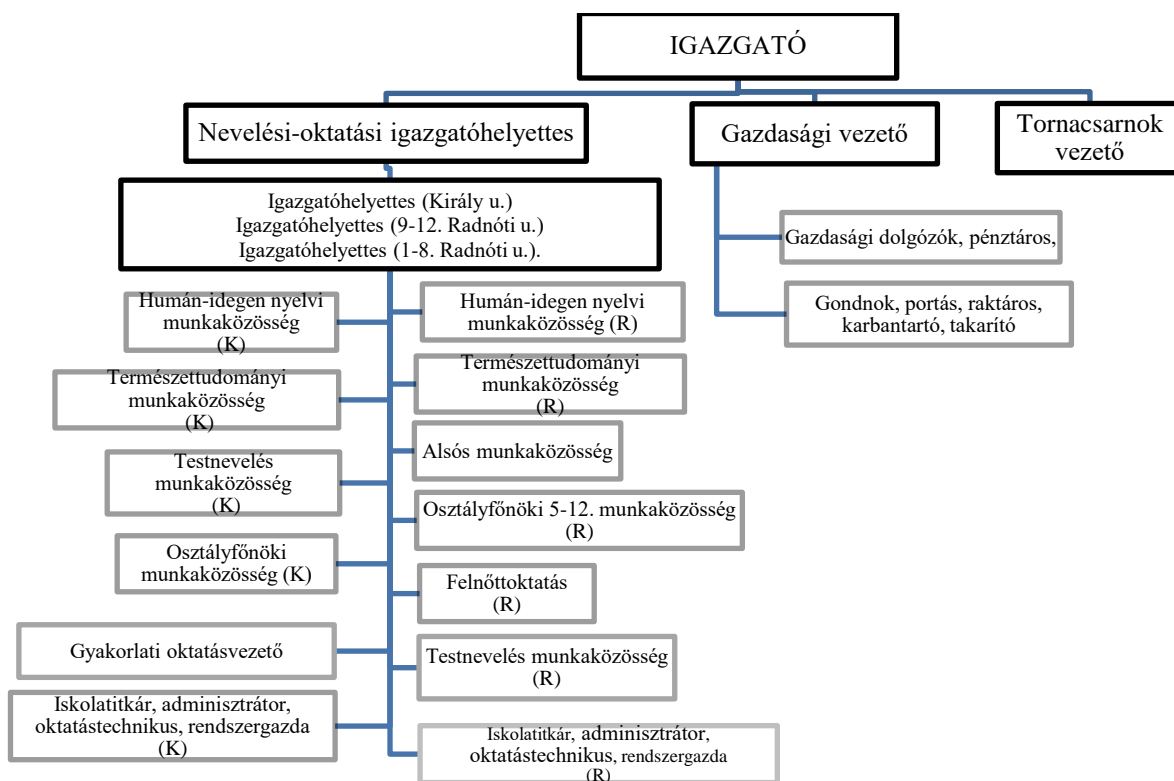 IGAZGATÓ
Nevelési-oktatási igazgatóhelyettes
Gazdasági vezető
Tornacsarnok
vezető
Igazgatóhelyettes (Király u.)
Igazgatóhelyettes (9-12. Radnóti u.)
Igazgatóhelyettes (1-8. Radnóti u.).
Gazdasági dolgózók, pénztáros,
Gondnok, portás, raktáros,
karbantartó, takarító
Humán-idegen nyelvi
munkaközösség
(K)
Humán-idegen nyelvi
munkaközösség (R)
Természettudományi
munkaközösség
(K)
Természettudományi
munkaközösség
(R)
Testnevelés
munkaközösség
(K)
Alsós munkaközösség
Osztályfőnöki 5-12. munkaközösség
(R)
Osztályfőnöki
munkaközösség (K)
Felnőttoktatás
(R)
Gyakorlati oktatásvezető
Testnevelés munkaközösség
(R)
Iskolatitkár, adminisztrátor,
oktatástechnikus, rendszergazda
(K)
Iskolatitkár, adminisztrátor,
oktatástechnikus, rendszergazda
(R)